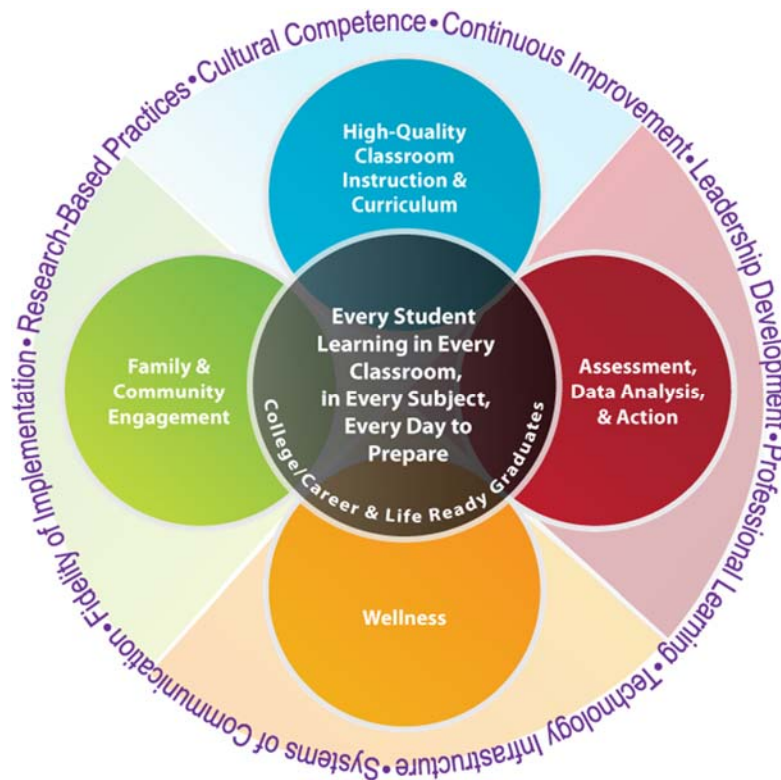 Fidelity of Implementation•Research-Based Practices•Cultural Competence•Continuous Improvement•Leadership Development•Professional Learning•Technology Infrastructure•Systems of Communication•
High-Quality
Classroom
Instruction &
Curriculum
Family &
Community
Engagement
Every Student
Learning in Every
Classroom,
in Every Subject,
Every Day to
Prepare
College/Career & Life Ready Graduates
Assessment,
Data Analysis,
& Action
Wellness